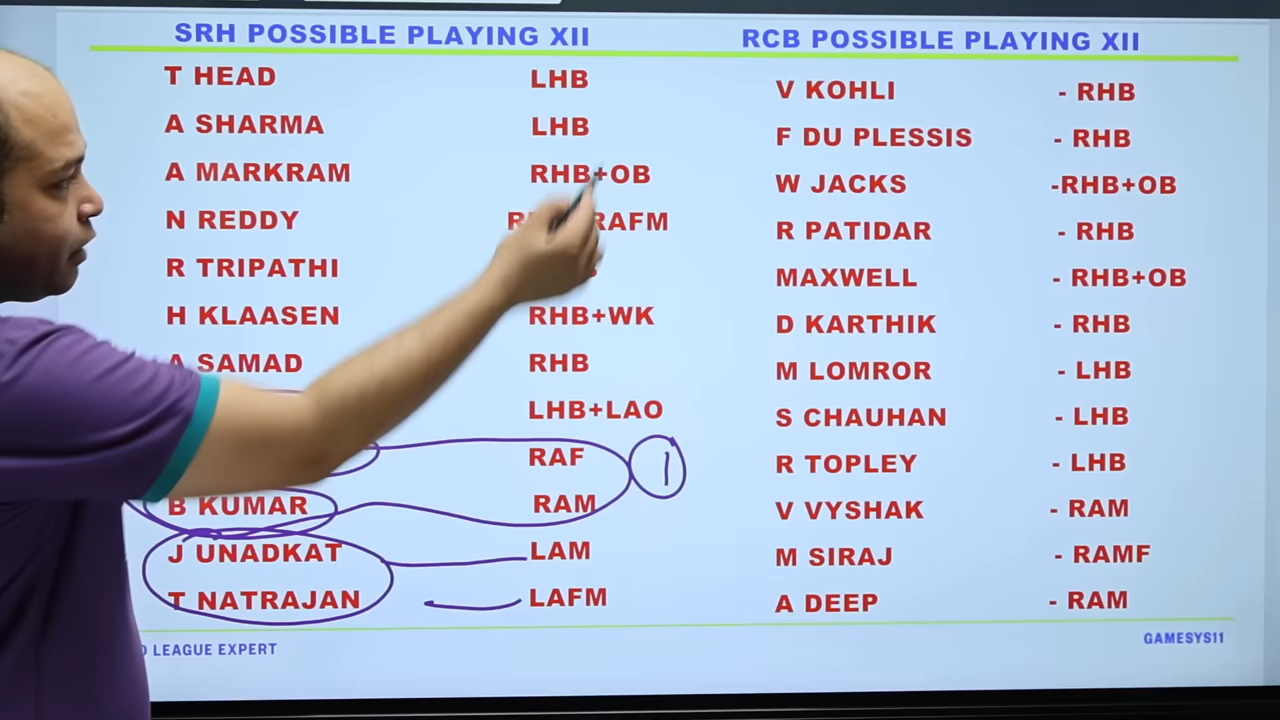 SRH POSSIBLE PLAYING XII
T HEAD LHB
A SHARMA LHB
A MARKRAM RHB+OB
N REDDY RAFM
R TRIPATHI
H KLAASEN RHB+WK
A SAMAD RHB
LHB+LAO
RAF
1
B KUMAR RAM
J UNADKAT LAM
T NATRAJAN LAFM
LEAGUE EXPERT
RCB POSSIBLE PLAYING XII
V KOHLI - RHB
F DU PLESSIS - RHB
W JACKS -RHB+OB
R PATIDAR - RHB
MAXWELL - RHB+OB
D KARTHIK - RHB
M LOMROR - LHB
S CHAUHAN - LHB
R TOPLEY - LHB
V VYSHAK - RAM
M SIRAJ - RAMF
A DEEP - RAM
GAMESYS11